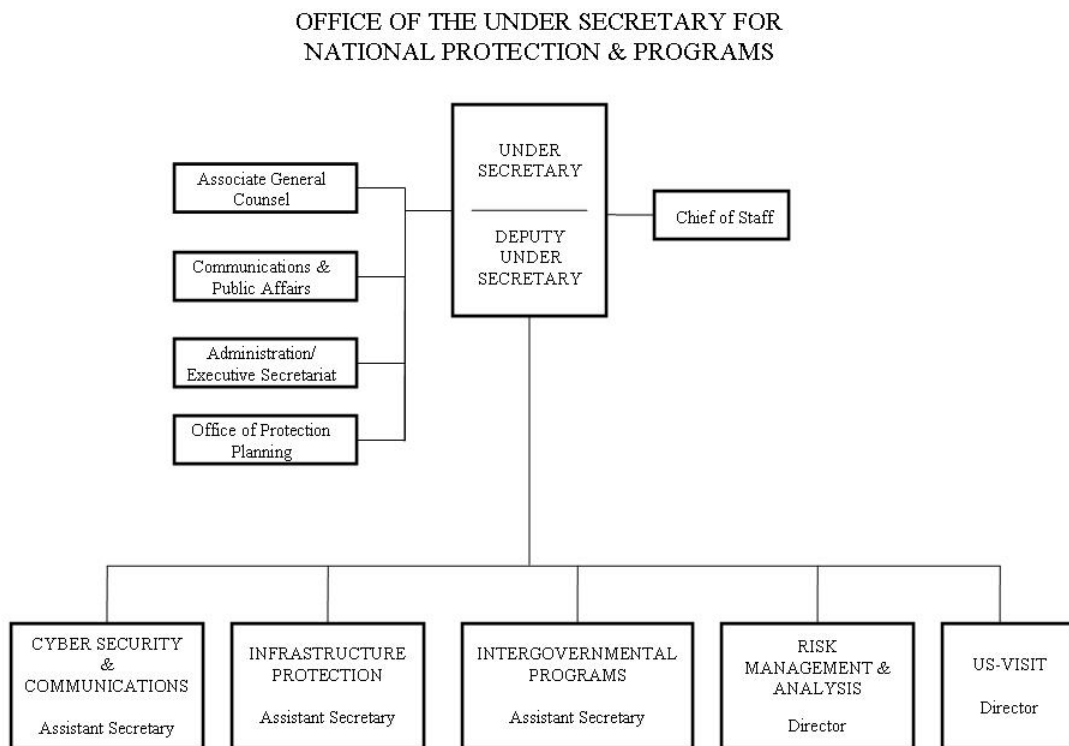 OFFICE OF THE UNDER SECRETARY FOR
NATIONAL PROTECTION & PROGRAMS
UNDER
SECRETARY
DEPUTY
UNDER
SECRETARY
Associate General
Counsel
Communications &
Public Affairs
Administration/
Executive Secretariat
Office of Protection
Planning
Chief of Staff
CYBER SECURITY
&
COMMUNICATIONS
Assistant Secretary
INFRASTRUCTURE
PROTECTION
Assistant Secretary
INTERGOVERNMENTAL
PROGRAMS
Assistant Secretary
RISK
MANAGEMENT &
ANALYSIS
Director
US-VISIT
Director